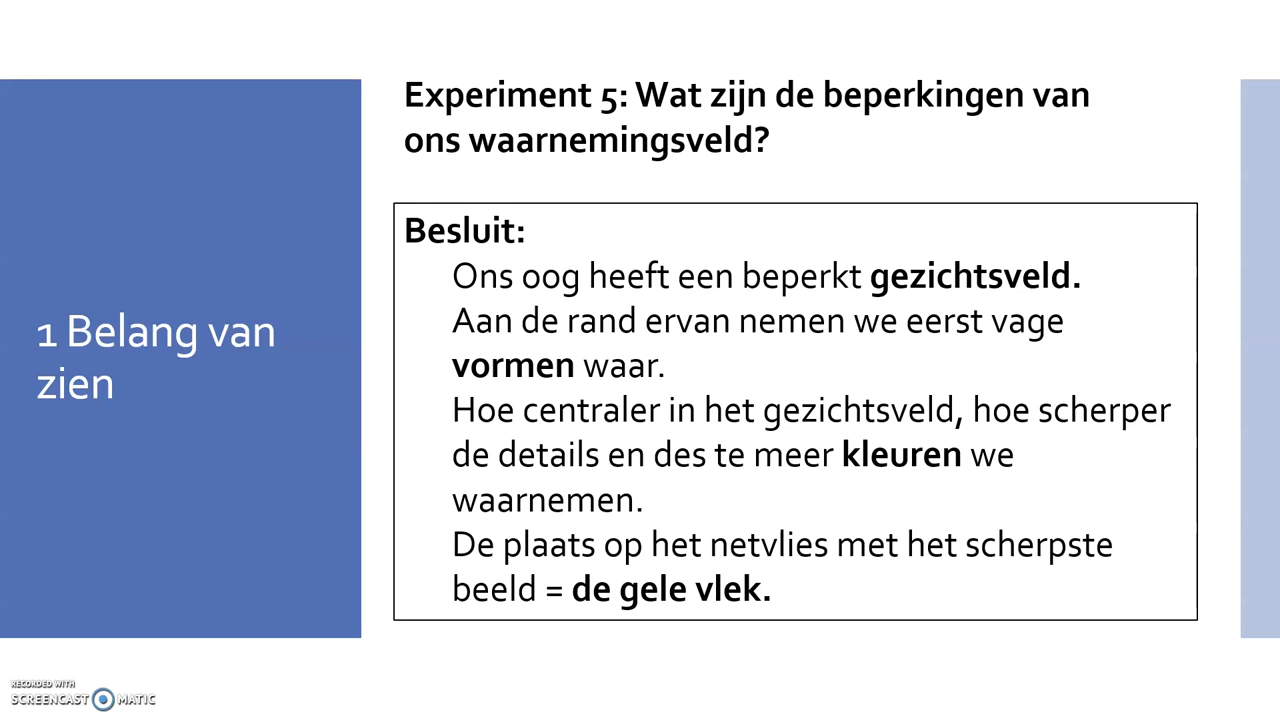 Experiment 5: Wat zijn de beperkingen van
ons waarnemingsveld?
1 Belang van
zien
Besluit:
Ons oog heeft een beperkt gezichtsveld.
Aan de rand ervan nemen we eerst vage
vormen waar.
Hoe centraler in het gezichtsveld, hoe scherper
de details en des te meer kleuren we
waarnemen.
De plaats op het netvlies met het scherpste
beeld = de gele vlek.
RECORDED WITH
SCREENCAST MATIC